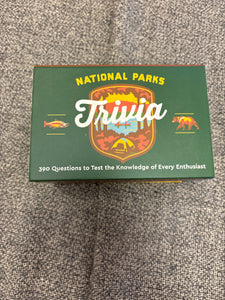 NATIONAL PARKS
Trivia
390 Questions to Test the Knowledge of Every Enthusiast